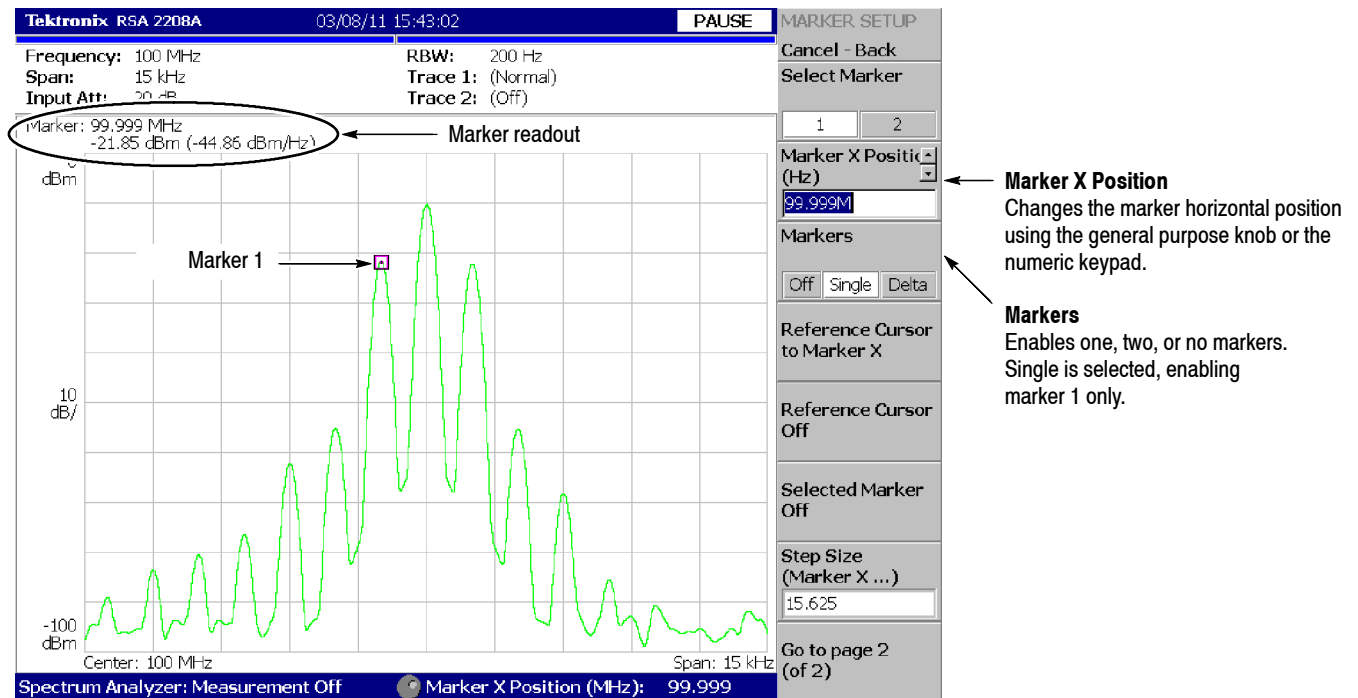 Tektronix RSA 2208A 03/08/11 15:43:02 PAUSE
Frequency: 100 MHz
Span: 15 kHz
Input Att: 20 dB
RBW: 200 Hz
Trace 1: (Normal)
Trace 2: (Off)
Marker: 99.999 MHz
-21.85 dBm (-44.86 dBm/Hz)
Marker readout
dBm
Marker 1
10
dB/
-100
dBm
Center: 100 MHz
Span: 15 kHz
Spectrum Analyzer: Measurement Off
Marker X Position (MHz): 99.999
MARKER SETUP
Cancel - Back
Select Marker
1 2
Marker X Positic
(Hz)
99.999M
Markers
Off Single Delta
Reference Cursor
to Marker X
Reference Cursor
Off
Selected Marker
Off
Step Size
(Marker X ...)
15.625
Go to page 2
(of 2)
Marker X Position
Changes the marker horizontal position
using the general purpose knob or the
numeric keypad.
Markers
Enables one, two, or no markers.
Single is selected, enabling
marker 1 only.